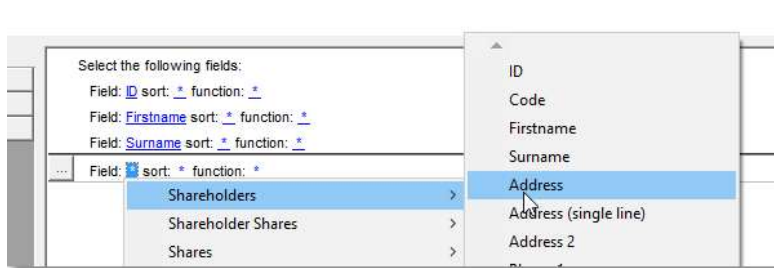 Select the following fields:
Field: ID sort: * function: *
Field: Firstname sort: * function: *
Field: Surname sort: * function: *
... Field: * sort: * function: *
Shareholders >
Shareholder Shares >
Shares >
ID
Code
Firstname
Surname
Address
Address (single line)
Address 2